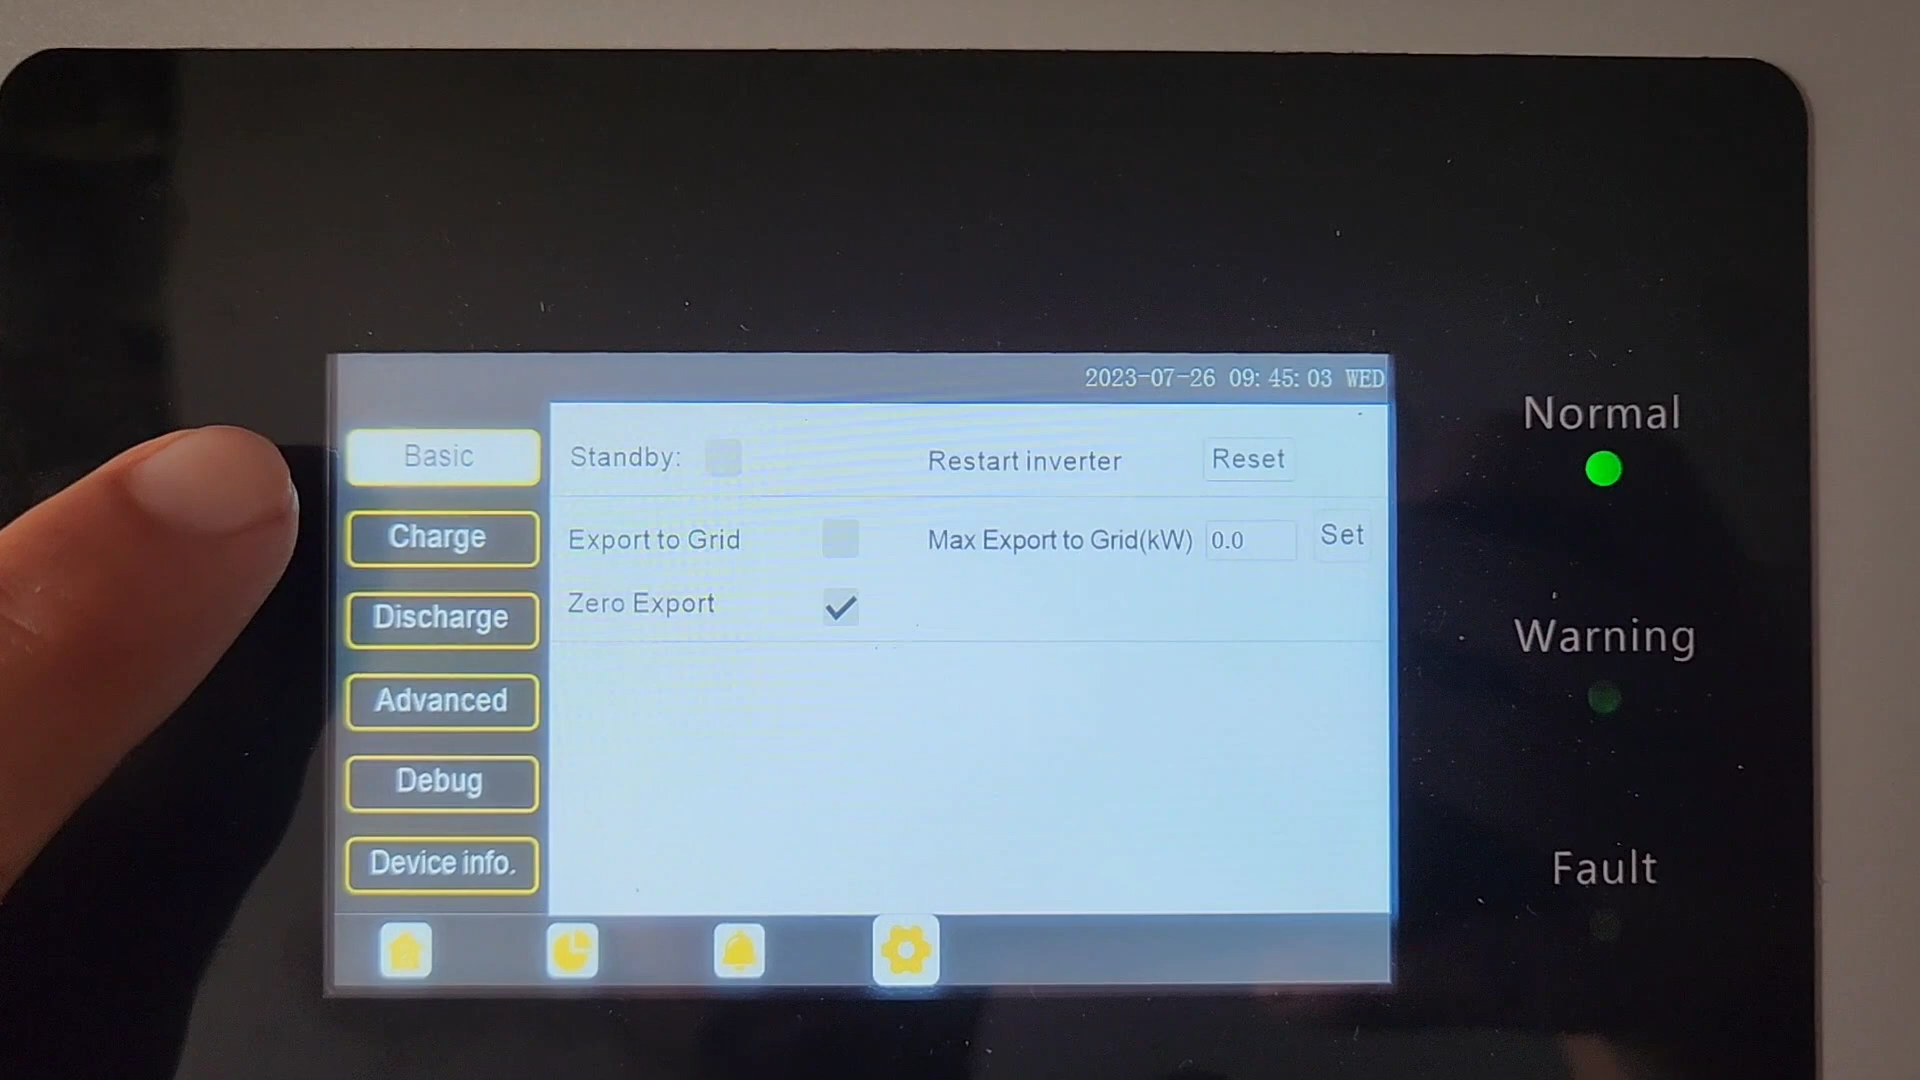 2023-07-26 09:45:03 WED
Basic
Charge
Discharge
Advanced
Debug
Device info.
Standby:
Restart inverter Reset
Export to Grid
Max Export to Grid(kW) 0.0 Set
Zero Export
Normal
Warning
Fault